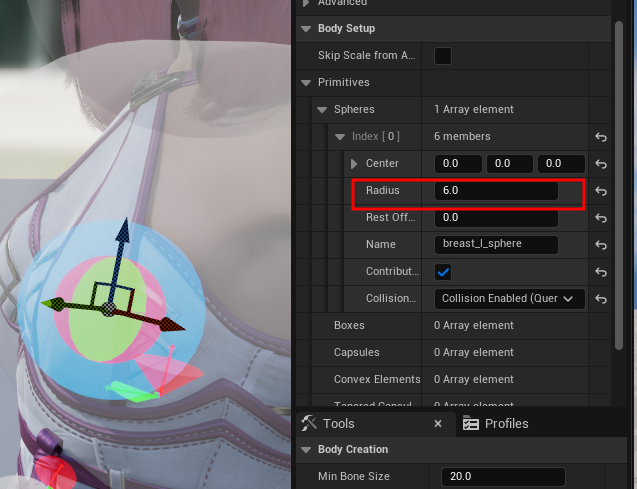 Advanced
Body Setup
Skip Scale from A...
Primitives
Spheres 1 Array element
Index [ 0 ] 6 members
Center 0.0 0.0 0.0
Radius 6.0
Rest Off... 0.0
Name breast_l_sphere
Contribut...
Collision... Collision Enabled (Quer
Boxes 0 Array element
Capsules 0 Array element
Convex Elements 0 Array element
Tapered Capsul 0 Array element
Tools × Profiles
Body Creation
Min Bone Size 20.0